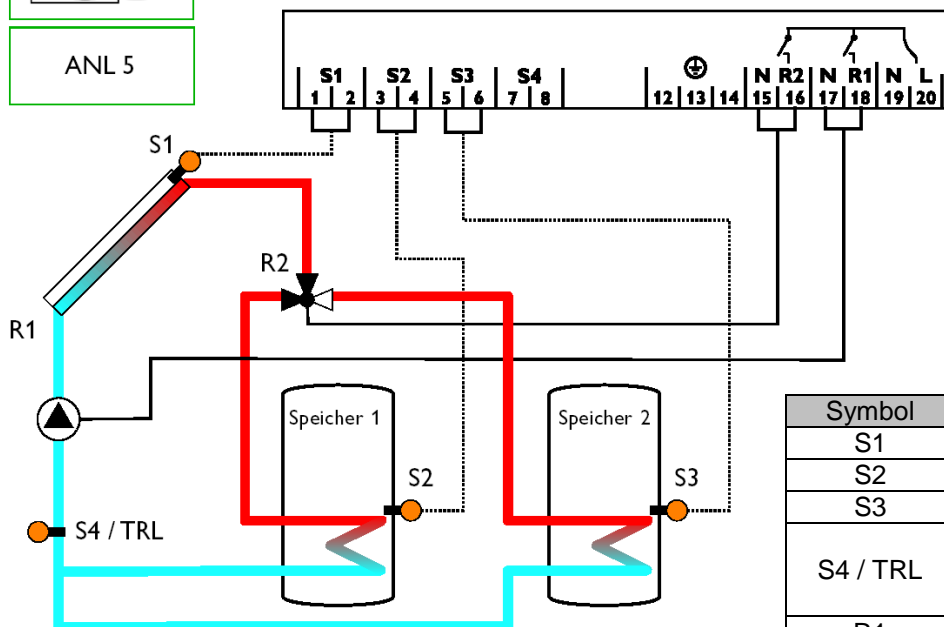 ANL 5
S1 S2 S3 S4 N R2 N R1 N L
1 2 3 4 5 6 7 8 12 13 14 15 16 17 18 19 20
S1
R2
R1
Speicher 1
Speicher 2
S2
S3
S4 / TRL
Symbol
S1
S2
S3
S4 / TRL
R1